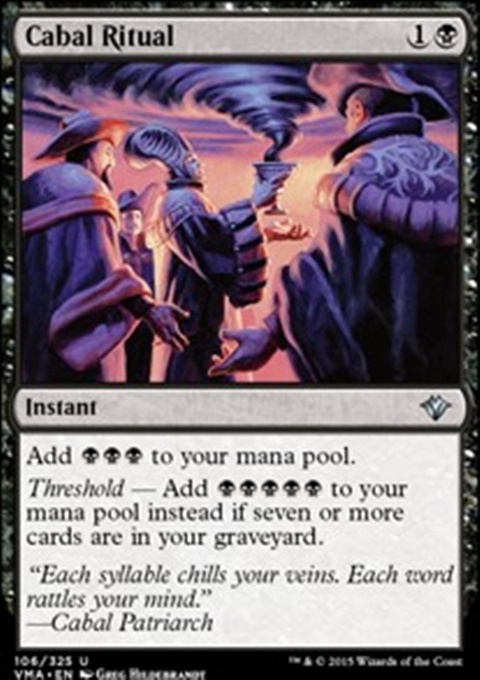 Cabal Ritual 1
Instant
Add to your mana pool.
Threshold — Add to your
mana pool instead if seven or more
cards are in your graveyard.
"Each syllable chills your veins. Each word
rattles your mind."
—Cabal Patriarch
106/325 U
VMA • EN Greg Hildebrandt
™ & © 2015 Wizards of the Coast